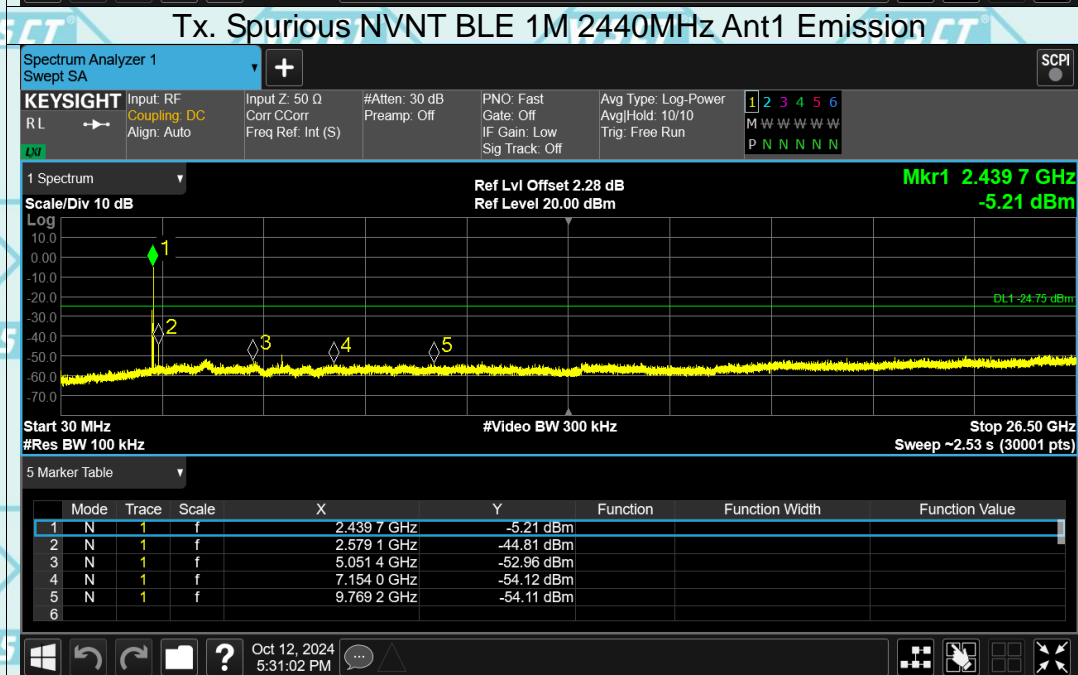 Tx. Spurious NVNT BLE 1M 2440MHz Ant1 Emission
Spectrum Analyzer 1
Swept SA
+
SCPI
KEYSIGHT Input: RF Input Z: 50 Ω #Atten: 30 dB PNO: Fast Avg Type: Log-Power 1 2 3 4 5 6
R L Coupling: DC Corr CCorr Preamp: Off Gate: Off Avg|Hold: 10/10 M W W W W W
Align: Auto Freq Ref: Int (S) IF Gain: Low Trig: Free Run P N N N N N
LXI Sig Track: Off
1 Spectrum Ref Lvl Offset 2.28 dB Mkr1 2.439 7 GHz
Scale/Div 10 dB Ref Level 20.00 dBm -5.21 dBm
Log
10.0
0.00
-10.0
-20.0
-30.0
-40.0
-50.0
-60.0
-70.0
1
DL1 -24.75 dBm
2
3
4
5
Start 30 MHz #Video BW 300 kHz Stop 26.50 GHz
#Res BW 100 kHz Sweep ~2.53 s (30001 pts)
5 Marker Table
Mode Trace Scale X Y Function Function Width Function Value
1 N 1 f 2.439 7 GHz -5.21 dBm
2 N 1 f 2.579 1 GHz -44.81 dBm
3 N 1 f 5.051 4 GHz -52.96 dBm
4 N 1 f 7.154 0 GHz -54.12 dBm
5 N 1 f 9.769 2 GHz -54.11 dBm
6
? Oct 12, 2024
5:31:02 PM